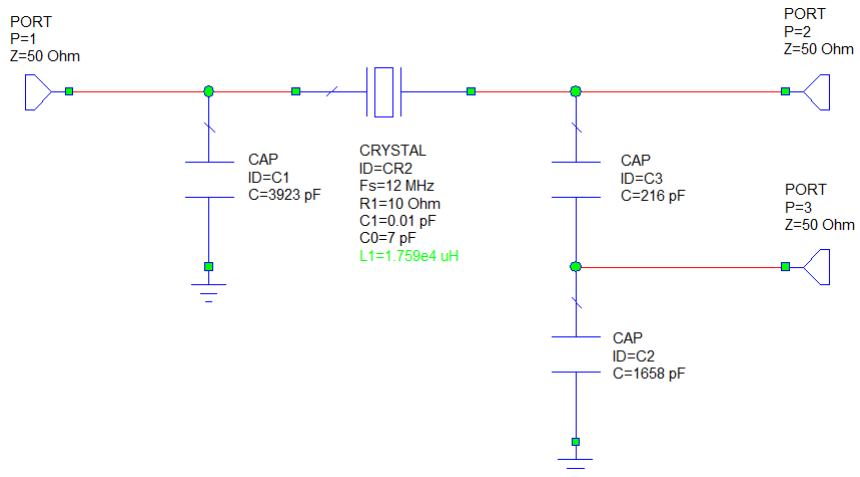 PORT
P=1
Z=50 Ohm
PORT
P=2
Z=50 Ohm
CAP
ID=C1
C=3923 pF
CRYSTAL
ID=CR2
Fs=12 MHz
R1=10 Ohm
C1=0.01 pF
C0=7 pF
L1=1.759e4 uH
CAP
ID=C3
C=216 pF
PORT
P=3
Z=50 Ohm
CAP
ID=C2
C=1658 pF